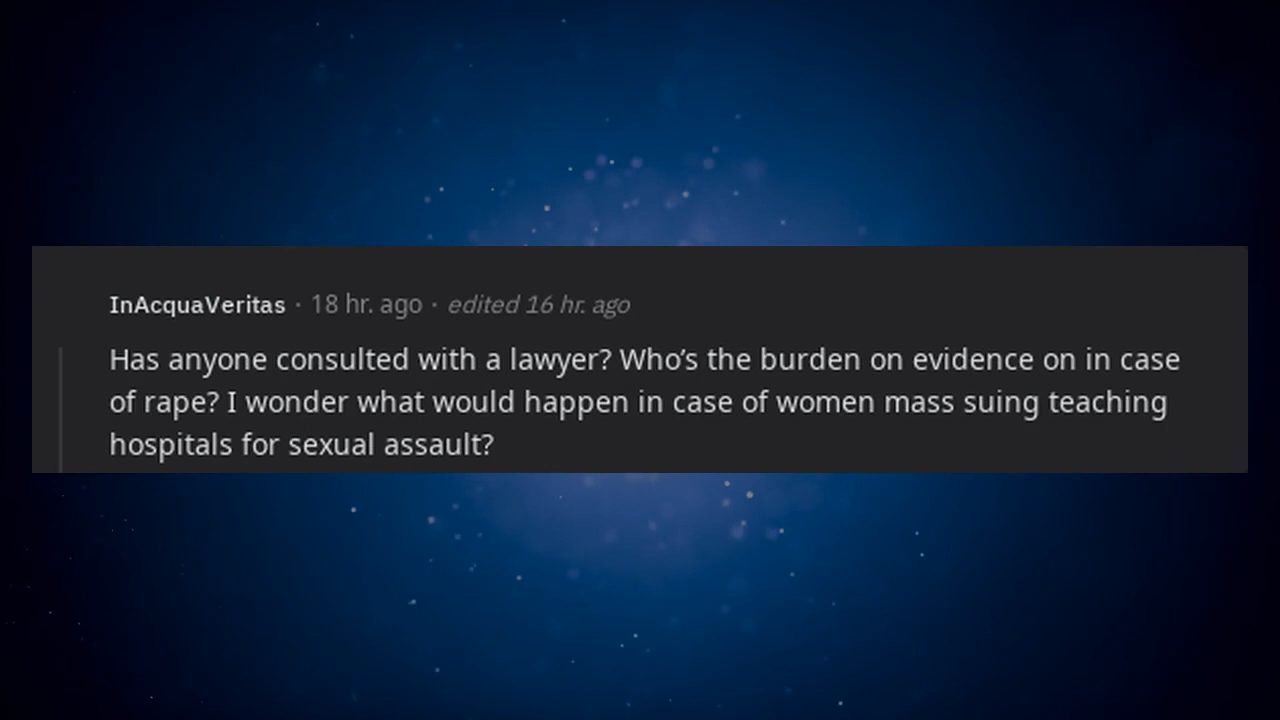 InAcquaVeritas · 18 hr. ago · edited 16 hr. ago
Has anyone consulted with a lawyer? Who’s the burden on evidence on in case
of rape? I wonder what would happen in case of women mass suing teaching
hospitals for sexual assault?